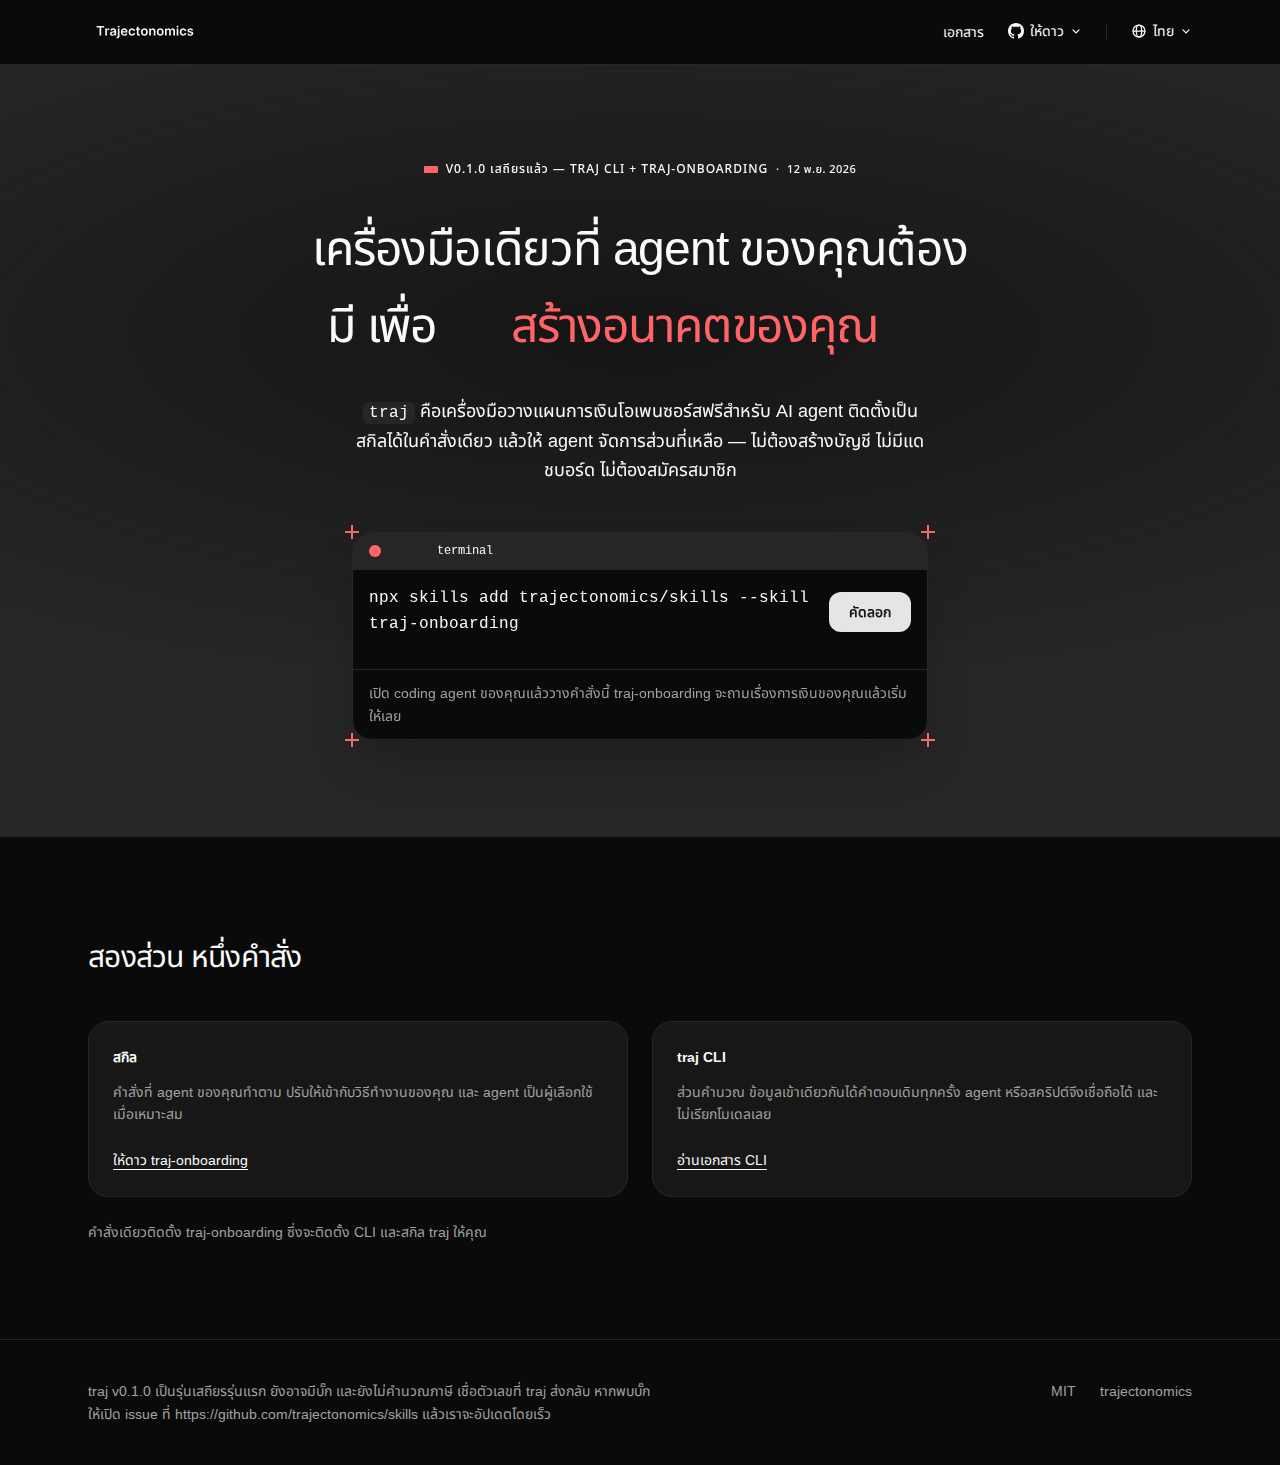 Trajectonomics
เอกสาร
ให้ดาว
ไทย
V0.1.0 เสถียรแล้ว — TRAJ CLI + TRAJ-ONBOARDING · 12 พ.ย. 2026
เครื่องมือเดียวที่ agent ของคุณต้อง
มี เพื่อ สร้างอนาคตของคุณ
traj คือเครื่องมือวางแผนการเงินโอเพนซอร์สฟรีสำหรับ AI agent ติดตั้งเป็น
สกิลได้ในคำสั่งเดียว แล้วให้ agent จัดการส่วนที่เหลือ — ไม่ต้องสร้างบัญชี ไม่มีแด
ชบอร์ด ไม่ต้องสมัครสมาชิก
terminal
npx skills add trajectonomics/skills --skill
traj-onboarding
คัดลอก
เปิด coding agent ของคุณแล้ววางคำสั่งนี้ traj-onboarding จะถามเรื่องการเงินของคุณแล้วเริ่ม
ให้เลย
สองส่วน หนึ่งคำสั่ง
สกิล
คำสั่งที่ agent ของคุณทำตาม ปรับให้เข้ากับวิธีทำงานของคุณ และ agent เป็นผู้เลือกใช้
เมื่อเหมาะสม
ให้ดาว traj-onboarding
traj CLI
ส่วนคำนวณ ข้อมูลเข้าเดียวกันได้คำตอบเดิมทุกครั้ง agent หรือสคริปต์จึงเชื่อถือได้ และ
ไม่เรียกโมเดลเลย
อ่านเอกสาร CLI
คำสั่งเดียวติดตั้ง traj-onboarding ซึ่งจะติดตั้ง CLI และสกิล traj ให้คุณ
traj v0.1.0 เป็นรุ่นเสถียรรุ่นแรก ยังอาจมีบั๊ก และยังไม่คำนวณภาษี เชื่อตัวเลขที่ traj ส่งกลับ หากพบบั๊ก
ให้เปิด issue ที่ https://github.com/trajectonomics/skills แล้วเราจะอัปเดตโดยเร็ว
MIT
trajectonomics